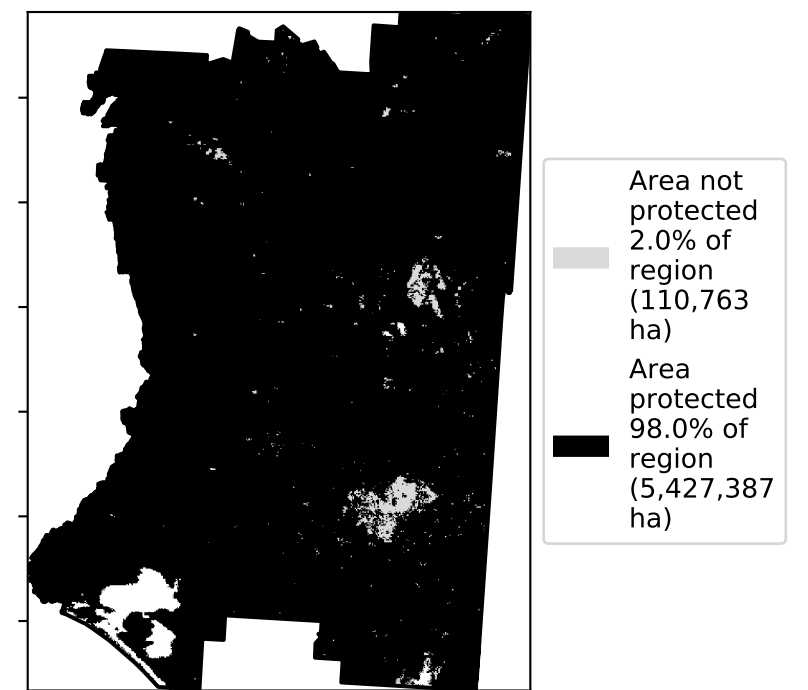 Area not
protected
2.0% of
region
(110,763
ha)
Area
protected
98.0% of
region
(5,427,387
ha)